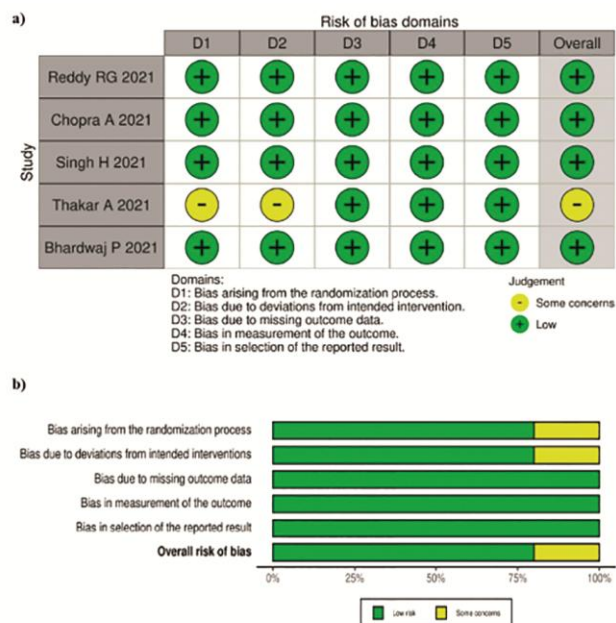 a)
Risk of bias domains
D1 D2 D3 D4 D5 Overall
Study
Reddy RG 2021 + + + + + +
Chopra A 2021 + + + + + +
Singh H 2021 + + + + + +
Thakar A 2021 - - + + + -
Bhardwaj P 2021 + + + + + +
Domains:
D1: Bias arising from the randomization process.
D2: Bias due to deviations from intended intervention.
D3: Bias due to missing outcome data.
D4: Bias in measurement of the outcome.
D5: Bias in selection of the reported result.
Judgement
- Some concerns
+ Low
b)
Bias arising from the randomization process
Bias due to deviations from intended interventions
Bias due to missing outcome data
Bias in measurement of the outcome
Bias in selection of the reported result
Overall risk of bias
0% 25% 50% 75% 100%
Low risk Some concerns